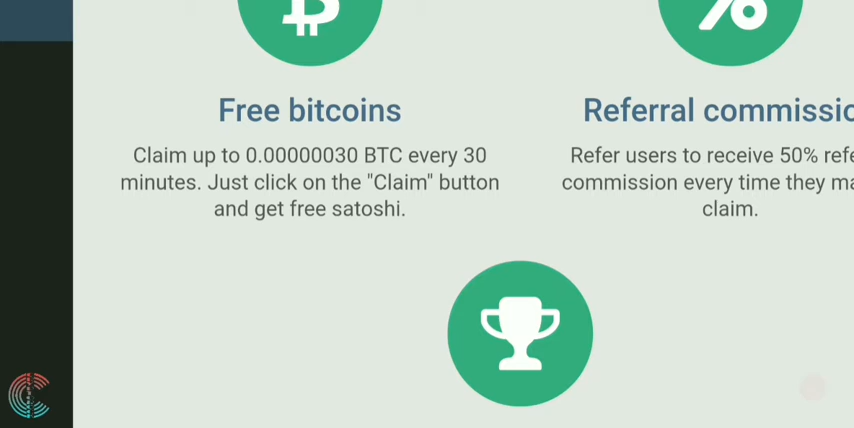 Free bitcoins
Claim up to 0.00000030 BTC every 30
minutes. Just click on the "Claim" button
and get free satoshi.
Referral commissio
Refer users to receive 50% refe
commission every time they ma
claim.